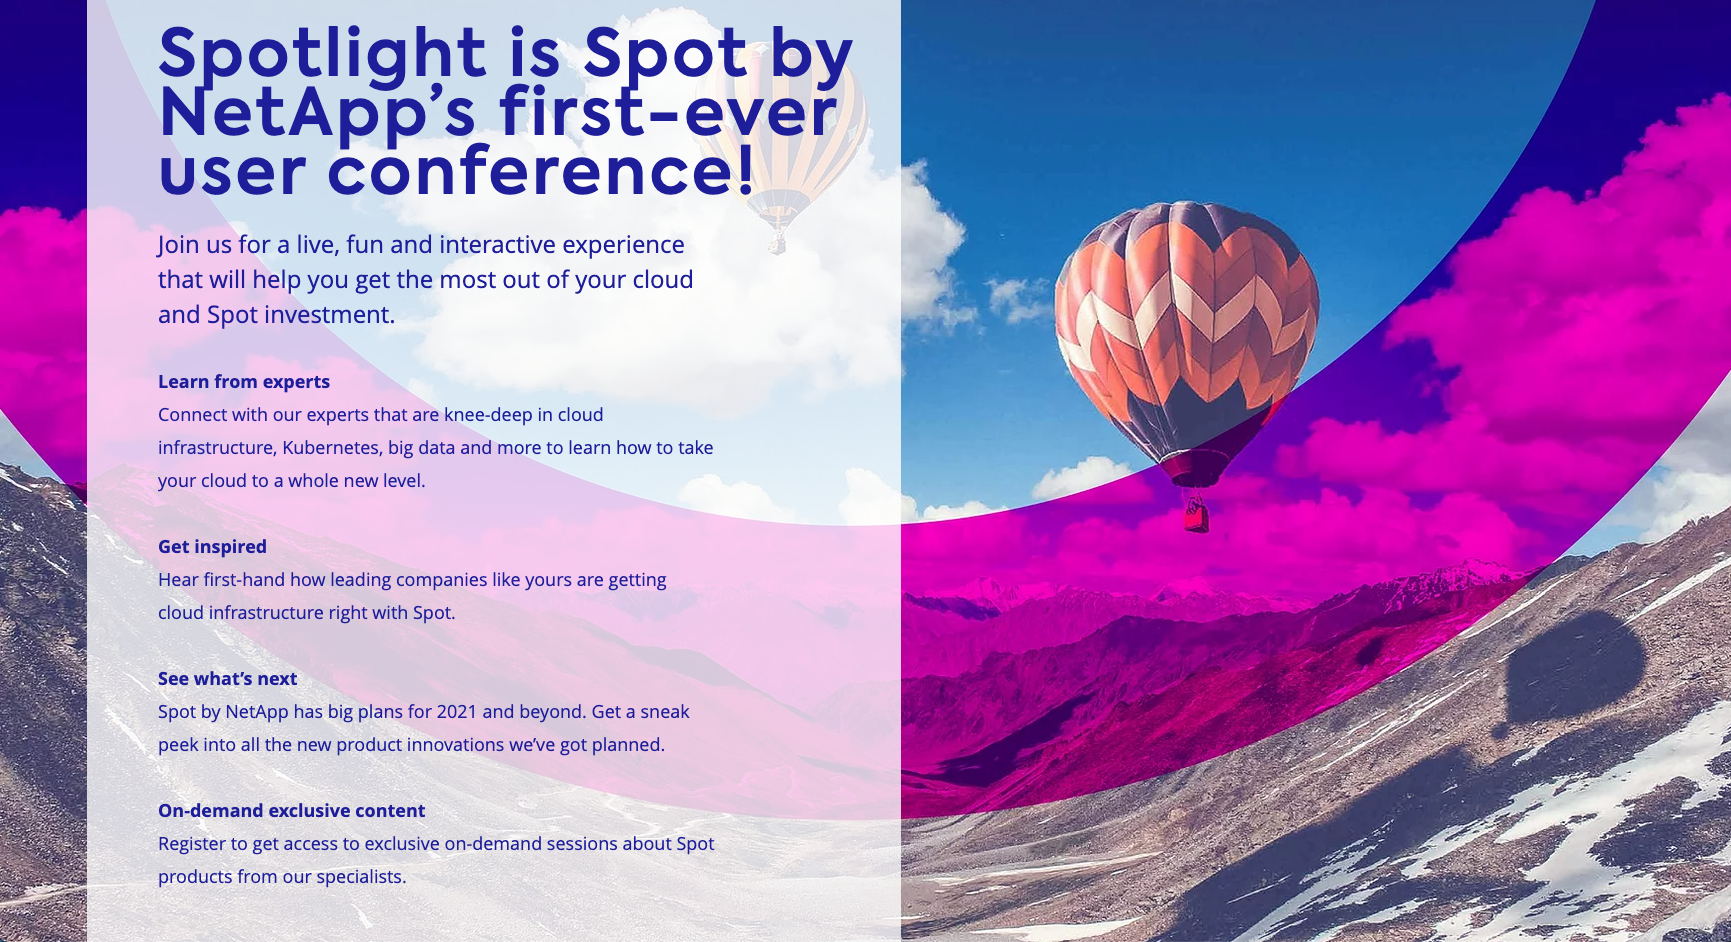 Spotlight is Spot by
NetApp’s first-ever
user conference!
Join us for a live, fun and interactive experience
that will help you get the most out of your cloud
and Spot investment.
Learn from experts
Connect with our experts that are knee-deep in cloud
infrastructure, Kubernetes, big data and more to learn how to take
your cloud to a whole new level.
Get inspired
Hear first-hand how leading companies like yours are getting
cloud infrastructure right with Spot.
See what’s next
Spot by NetApp has big plans for 2021 and beyond. Get a sneak
peek into all the new product innovations we’ve got planned.
On-demand exclusive content
Register to get access to exclusive on-demand sessions about Spot
products from our specialists.